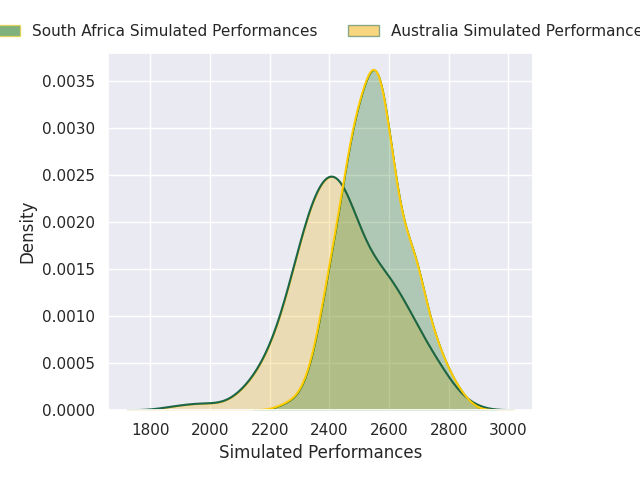 South Africa Simulated Performances
Australia Simulated Performance
0.0035
0.0030
0.0025
0.0020
0.0015
0.0010
0.0005
0.0000
Density
1800 2000 2200 2400 2600 2800 3000
Simulated Performances